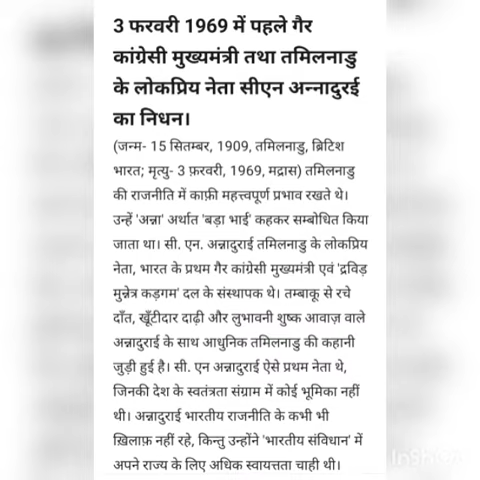 3 फरवरी 1969 में पहले गैर
कांग्रेसी मुख्यमंत्री तथा तमिलनाडु
के लोकप्रिय नेता सीएन अन्नादुरई
का निधन।
(जन्म- 15 सितम्बर, 1909, तमिलनाडु, ब्रिटिश
भारत; मृत्यु- 3 फ़रवरी, 1969, मद्रास) तमिलनाडु
की राजनीति में काफ़ी महत्त्वपूर्ण प्रभाव रखते थे।
उन्हें 'अन्ना' अर्थात 'बड़ा भाई' कहकर सम्बोधित किया
जाता था। सी. एन. अन्नादुराई तमिलनाडु के लोकप्रिय
नेता, भारत के प्रथम गैर कांग्रेसी मुख्यमंत्री एवं 'द्रविड़
मुन्नेत्र कड़गम' दल के संस्थापक थे। तम्बाकू से रचे
दाँत, खूँटीदार दाढ़ी और लुभावनी शुष्क आवाज़ वाले
अन्नादुराई के साथ आधुनिक तमिलनाडु की कहानी
जुड़ी हुई है। सी. एन अन्नादुराई ऐसे प्रथम नेता थे,
जिनकी देश के स्वतंत्रता संग्राम में कोई भूमिका नहीं
थी। अन्नादुराई भारतीय राजनीति के कभी भी
ख़िलाफ़ नहीं रहे, किन्तु उन्होंने 'भारतीय संविधान' में
अपने राज्य के लिए अधिक स्वायत्तता चाही थी।